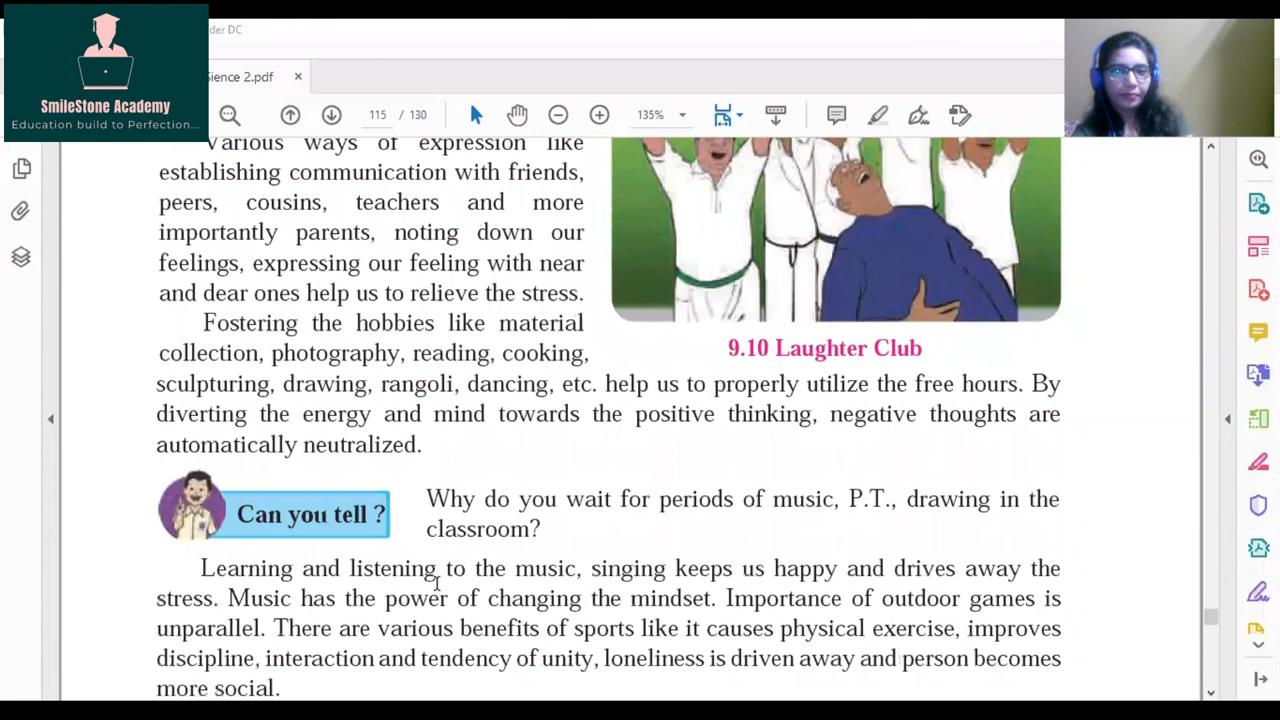 der DC
SmileStone Academy
Education build to Perfection...
ience 2.pdf
115 / 130
135%
Various ways of expression like
establishing communication with friends,
peers, cousins, teachers and more
importantly parents, noting down our
feelings, expressing our feeling with near
and dear ones help us to relieve the stress.
Fostering the hobbies like material
collection, photography, reading, cooking,
9.10 Laughter Club
sculpturing, drawing, rangoli, dancing, etc. help us to properly utilize the free hours. By
diverting the energy and mind towards the positive thinking, negative thoughts are
automatically neutralized.
Can you tell ?
Why do you wait for periods of music, P.T., drawing in the
classroom?
Learning and listening to the music, singing keeps us happy and drives away the
stress. Music has the power of changing the mindset. Importance of outdoor games is
unparallel. There are various benefits of sports like it causes physical exercise, improves
discipline, interaction and tendency of unity, loneliness is driven away and person becomes
more social.